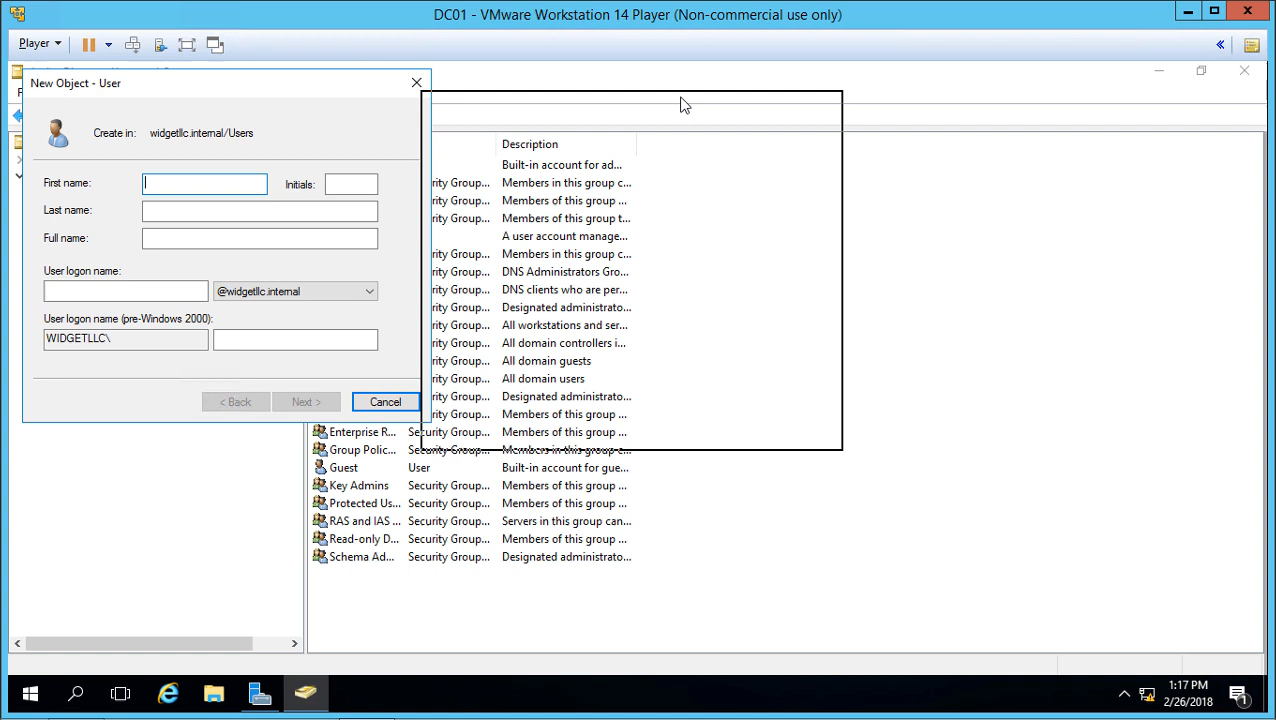 DC01 - VMware Workstation 14 Player (Non-commercial use only)
Player
New Object - User
Create in: widgetllc.internal/Users
First name: Initials:
Last name:
Full name:
User logon name:
@widgetllc.internal
User logon name (pre-Windows 2000):
WIDGETLLC\
< Back Next > Cancel
Description
Built-in account for ad...
rity Group... Members in this group c...
rity Group... Members of this group ...
rity Group... Members of this group t...
A user account manage...
rity Group... Members in this group c...
rity Group... DNS Administrators Gro...
rity Group... DNS clients who are per...
rity Group... Designated administrato...
rity Group... All workstations and ser...
rity Group... All domain controllers i...
rity Group... All domain guests
rity Group... All domain users
rity Group... Designated administrato...
rity Group... Members of this group ...
Enterprise R... Security Group... Members of this group ...
Group Polic... Security Group... Members in this group c...
Guest User Built-in account for gue...
Key Admins Security Group... Members of this group ...
Protected Us... Security Group... Members of this group ...
RAS and IAS ... Security Group... Servers in this group can...
Read-only D... Security Group... Members of this group ...
Schema Ad... Security Group... Designated administrato...
1:17 PM
2/26/2018
1